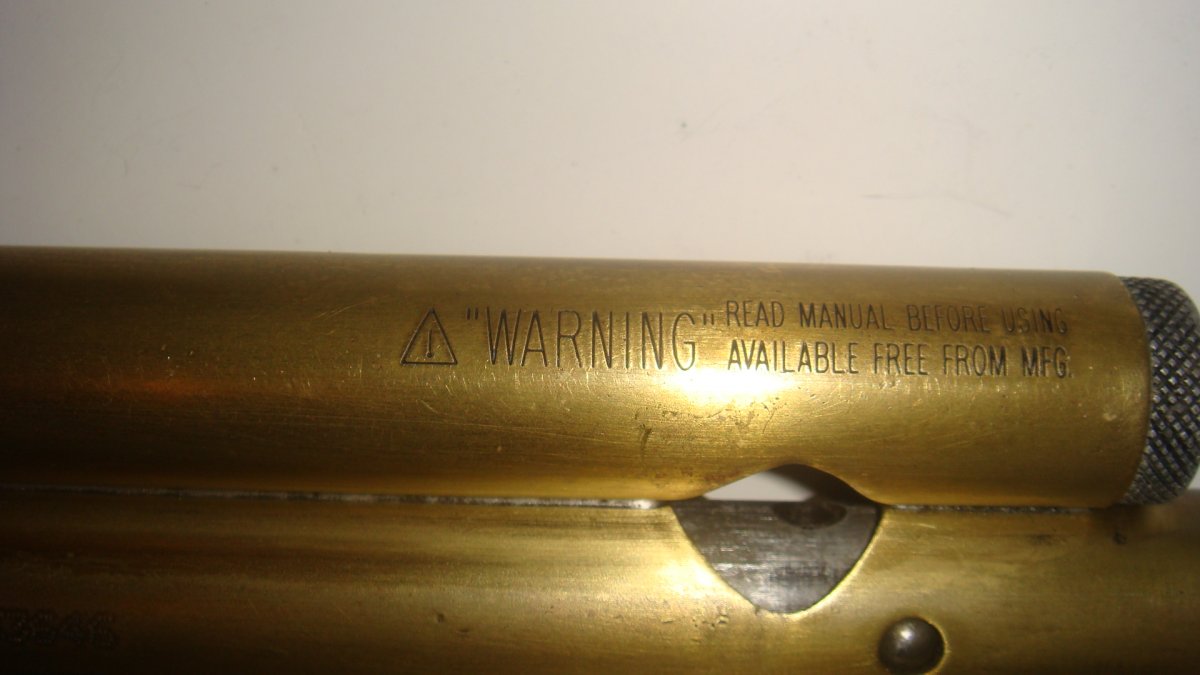 "WARNING" READ MANUAL BEFORE USING
AVAILABLE FREE FROM MFG.